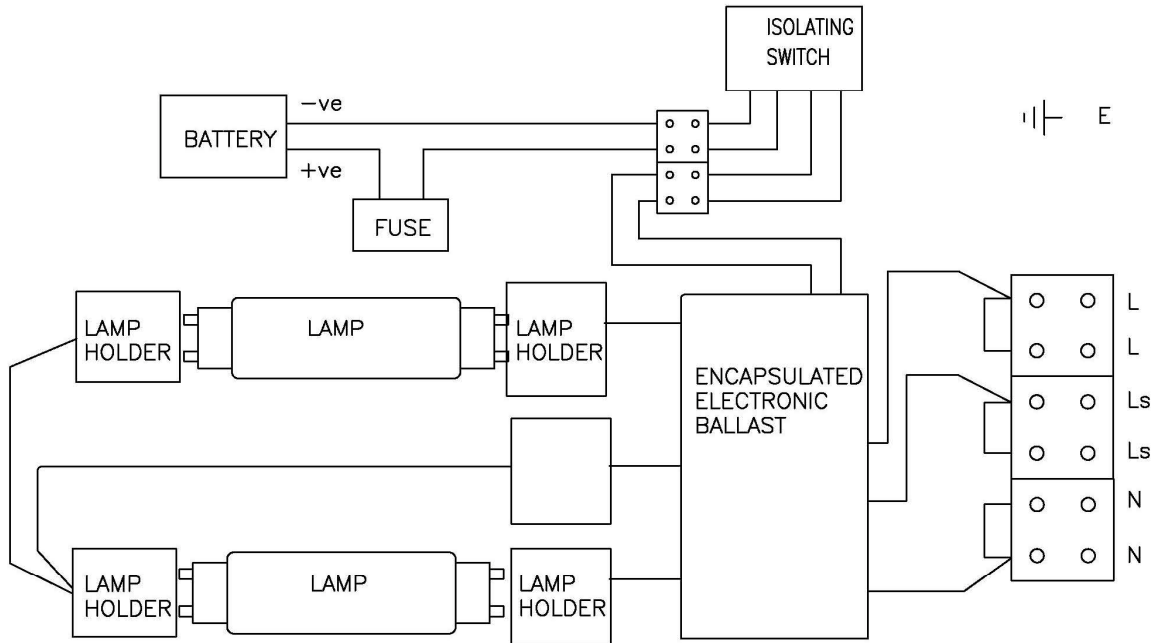 ISOLATING
SWITCH
-ve
BATTERY
+ve
FUSE
E
LAMP
HOLDER
LAMP
LAMP
HOLDER
ENCAPSULATED
ELECTRONIC
BALLAST
L
L
Ls
Ls
N
N
LAMP
HOLDER
LAMP
LAMP
HOLDER